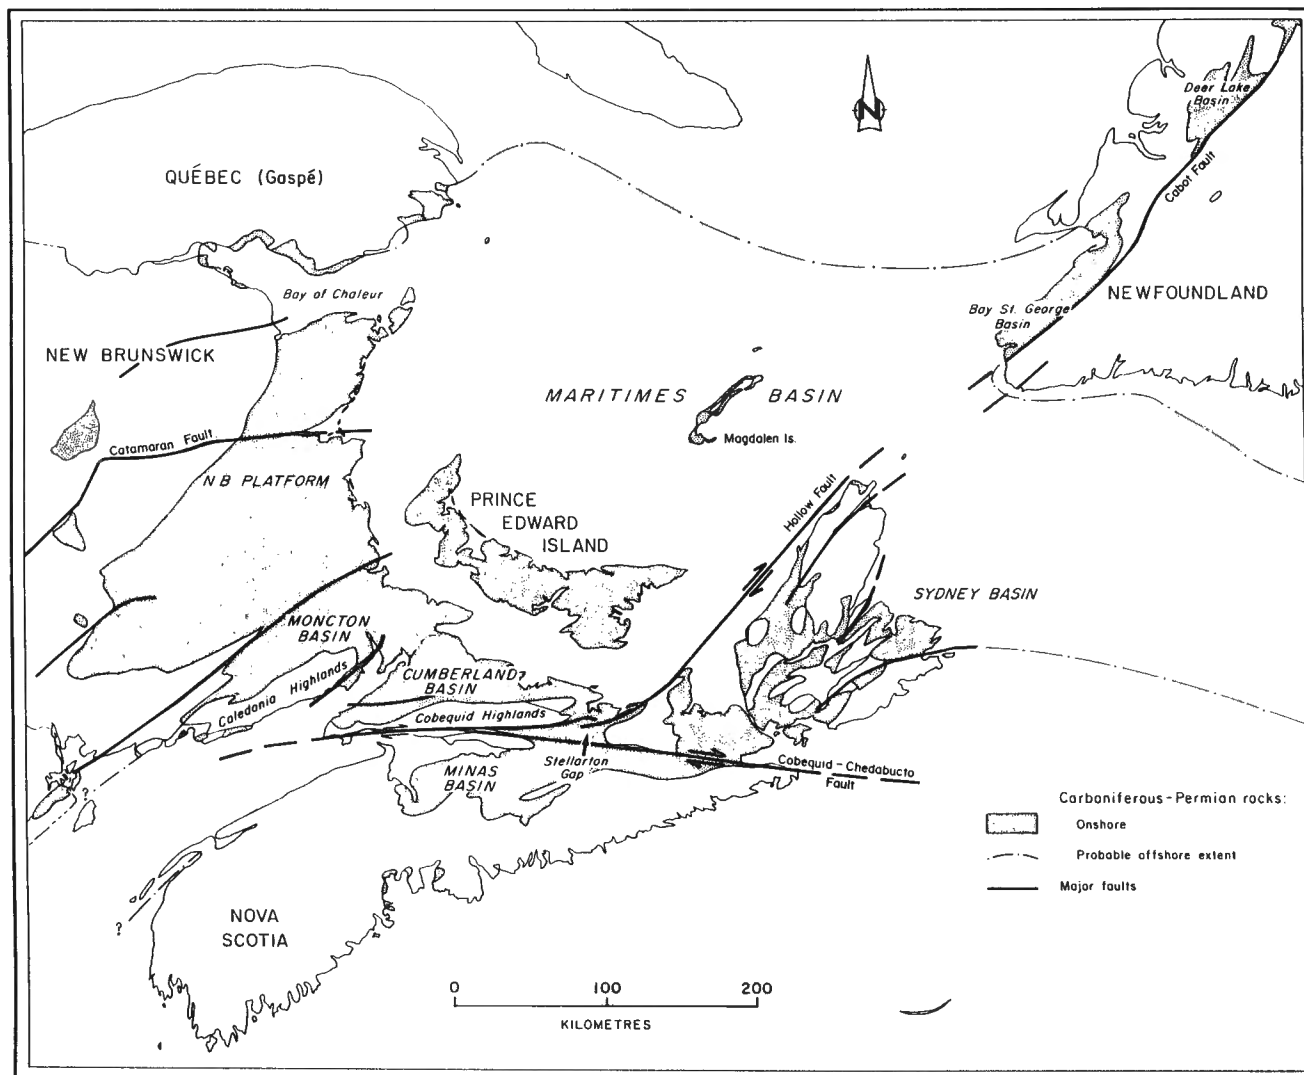 N
Deer Lake
Basin
QUÉBEC (Gaspé)
Cabot Fault
Bay of Chaleur
NEWFOUNDLAND
Bay St. George
Basin
NEW BRUNSWICK
MARITIMES BASIN
Magdalen Is.
Catamaran Fault
NB PLATFORM
PRINCE
EDWARD
ISLAND
Hollow Fault
SYDNEY BASIN
MONCTON
BASIN
Caledonia Highlands
CUMBERLAND?
BASIN
Cobequid Highlands
Stellarton
Gap
MINAS
BASIN
Cobequid-Chedabucto
Fault
?
?
NOVA
SCOTIA
Carboniferous-Permian rocks:
Onshore
Probable offshore extent
Major faults
0 100 200
KILOMETRES